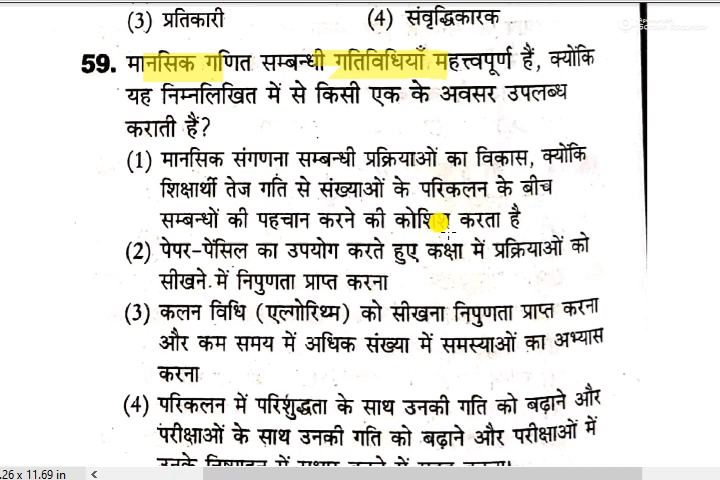 (3) प्रतिकारी (4) संवृद्धिकारक
59. मानसिक गणित सम्बन्धी गतिविधियाँ महत्त्वपूर्ण हैं, क्योंकि
यह निम्नलिखित में से किसी एक के अवसर उपलब्ध
कराती हैं?
(1) मानसिक संगणना सम्बन्धी प्रक्रियाओं का विकास, क्योंकि
शिक्षार्थी तेज गति से संख्याओं के परिकलन के बीच
सम्बन्धों की पहचान करने की कोशिश करता है
(2) पेपर-पेंसिल का उपयोग करते हुए कक्षा में प्रक्रियाओं को
सीखने में निपुणता प्राप्त करना
(3) कलन विधि (एल्गोरिथ्म) को सीखना निपुणता प्राप्त करना
और कम समय में अधिक संख्या में समस्याओं का अभ्यास
करना
(4) परिकलन में परिशुद्धता के साथ उनकी गति को बढ़ाने और
परीक्षाओं के साथ उनकी गति को बढ़ाने और परीक्षाओं में
.26 x 11.69 in